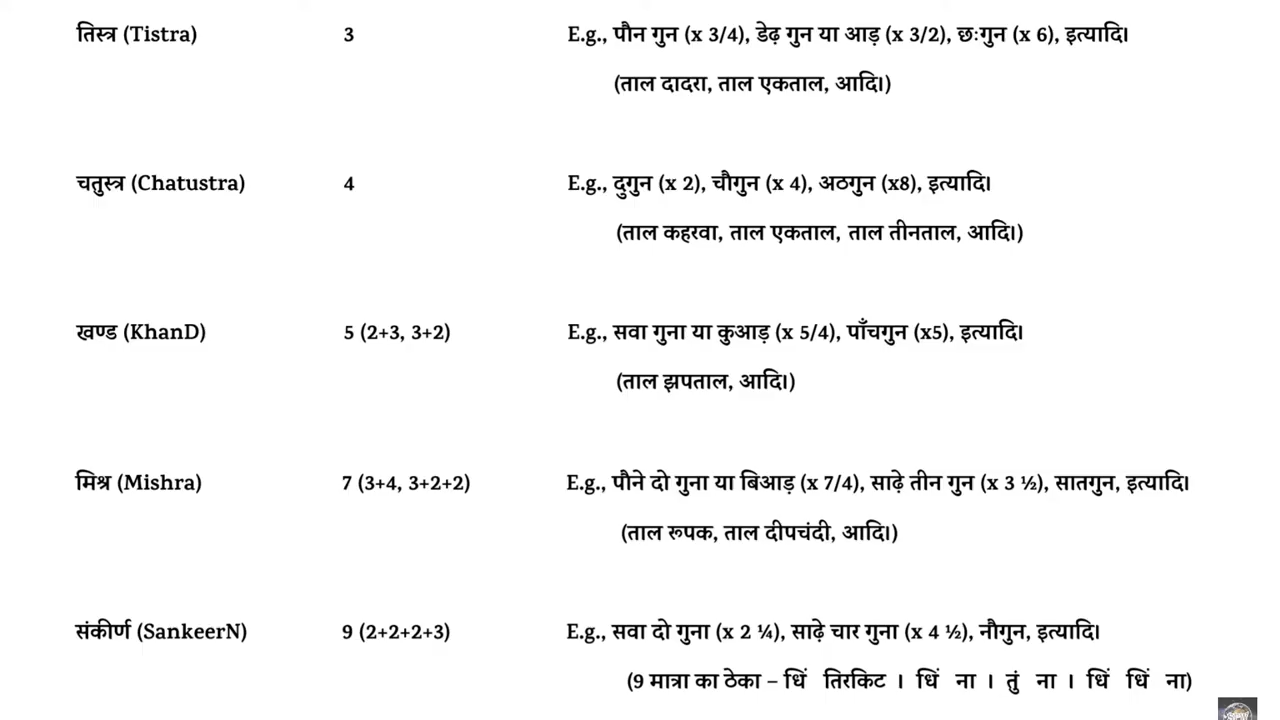 तिस्त्र (Tistra) 3 E.g., पौन गुन (x 3/4), डेढ़ गुन या आड़ (x 3/2), छःगुन (x 6), इत्यादि।
(ताल दादरा, ताल एकताल, आदि।)
चतुस्त्र (Chatustra) 4 E.g., दुगुन (x 2), चौगुन (x 4), अठगुन (x8), इत्यादि।
(ताल कहरवा, ताल एकताल, ताल तीनताल, आदि।)
खण्ड (KhanD) 5 (2+3, 3+2) E.g., सवा गुना या कुआड़ (x 5/4), पाँचगुन (x5), इत्यादि।
(ताल झपताल, आदि।)
मिश्र (Mishra) 7 (3+4, 3+2+2) E.g., पौने दो गुना या बिआड़ (x 7/4), साढ़े तीन गुन (x 3 ½), सातगुन, इत्यादि।
(ताल रूपक, ताल दीपचंदी, आदि।)
संकीर्ण (SankeerN) 9 (2+2+2+3) E.g., सवा दो गुना (x 2 ¼), साढ़े चार गुना (x 4 ½), नौगुन, इत्यादि।
(9 मात्रा का ठेका – धिं तिरकिट । धिं ना । तुं ना । धिं धिं ना)